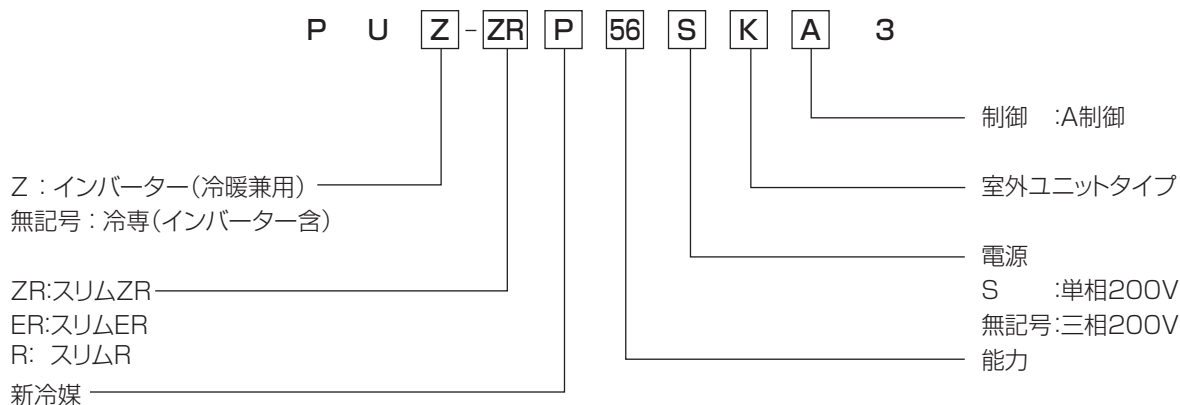 P U Z-ZR P 56 S K A 3
制御 :A制御
Z:インバーター(冷暖兼用)
室外ユニットタイプ
無記号:冷専(インバーター含)
電源
ZR:スリムZR
S :単相200V
ER:スリムER
無記号:三相200V
R: スリムR
能力
新冷媒